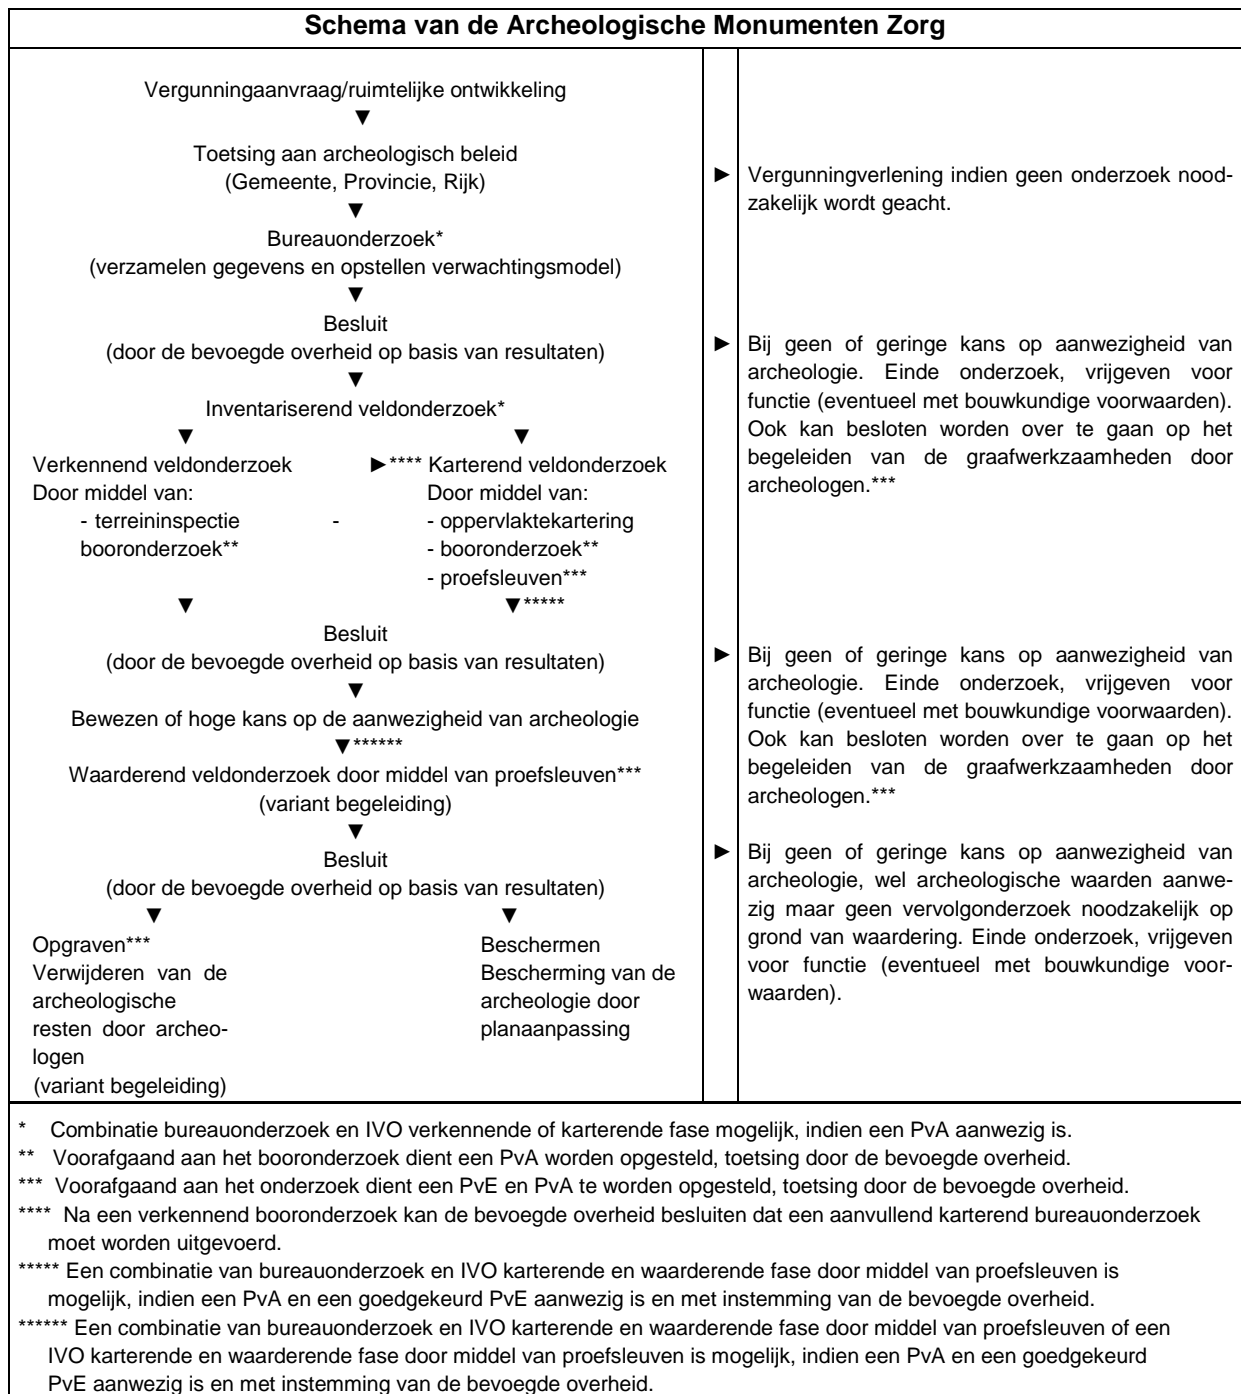 Schema van de Archeologische Monumenten Zorg
Vergunningaanvraag/ruimtelijke ontwikkeling
▼
Toetsing aan archeologisch beleid
(Gemeente, Provincie, Rijk)
▼
Bureauonderzoek*
(verzamelen gegevens en opstellen verwachtingsmodel)
▼
Besluit
(door de bevoegde overheid op basis van resultaten)
▼
Inventariserend veldonderzoek*
▼ ▼
Verkennend veldonderzoek ►**** Karterend veldonderzoek
Door middel van: Door middel van:
- terreininspectie - - oppervlaktekartering
booronderzoek** - booronderzoek**
- proefsleuven***
▼ ▼*****
Besluit
(door de bevoegde overheid op basis van resultaten)
▼
Bewezen of hoge kans op de aanwezigheid van archeologie
▼******
Waarderend veldonderzoek door middel van proefsleuven***
(variant begeleiding)
▼
Besluit
(door de bevoegde overheid op basis van resultaten)
▼ ▼
Opgraven*** Beschermen
Verwijderen van de Bescherming van de
archeologische archeologie door
resten door archeo- planaanpassing
logen
(variant begeleiding)
► Vergunningverlening indien geen onderzoek nood-
zakelijk wordt geacht.
► Bij geen of geringe kans op aanwezigheid van
archeologie. Einde onderzoek, vrijgeven voor
functie (eventueel met bouwkundige voorwaarden).
Ook kan besloten worden over te gaan op het
begeleiden van de graafwerkzaamheden door
archeologen.***
► Bij geen of geringe kans op aanwezigheid van
archeologie. Einde onderzoek, vrijgeven voor
functie (eventueel met bouwkundige voorwaarden).
Ook kan besloten worden over te gaan op het
begeleiden van de graafwerkzaamheden door
archeologen.***
► Bij geen of geringe kans op aanwezigheid van
archeologie, wel archeologische waarden aanwe-
zig maar geen vervolgonderzoek noodzakelijk op
grond van waardering. Einde onderzoek, vrijgeven
voor functie (eventueel met bouwkundige voor-
waarden).
* Combinatie bureauonderzoek en IVO verkennende of karterende fase mogelijk, indien een PvA aanwezig is.
** Voorafgaand aan het booronderzoek dient een PvA worden opgesteld, toetsing door de bevoegde overheid.
*** Voorafgaand aan het onderzoek dient een PvE en PvA te worden opgesteld, toetsing door de bevoegde overheid.
**** Na een verkennend booronderzoek kan de bevoegde overheid besluiten dat een aanvullend karterend bureauonderzoek
moet worden uitgevoerd.
***** Een combinatie van bureauonderzoek en IVO karterende en waarderende fase door middel van proefsleuven is
mogelijk, indien een PvA en een goedgekeurd PvE aanwezig is en met instemming van de bevoegde overheid.
****** Een combinatie van bureauonderzoek en IVO karterende en waarderende fase door middel van proefsleuven of een
IVO karterende en waarderende fase door middel van proefsleuven is mogelijk, indien een PvA en een goedgekeurd
PvE aanwezig is en met instemming van de bevoegde overheid.